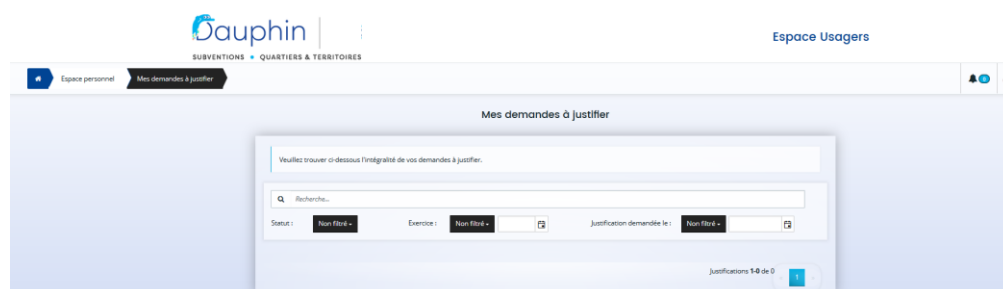 Dauphin
SUBVENTIONS • QUARTIERS & TERRITOIRES
Espace Usagers
Espace personnel
Mes demandes à justifier
0
Mes demandes à justifier
Veuillez trouver ci-dessous l'intégralité de vos demandes à justifier.
Recherche...
Statut : Non filtré Exercice : Non filtré Justification demandée le : Non filtré
Justifications 1-0 de 0
1